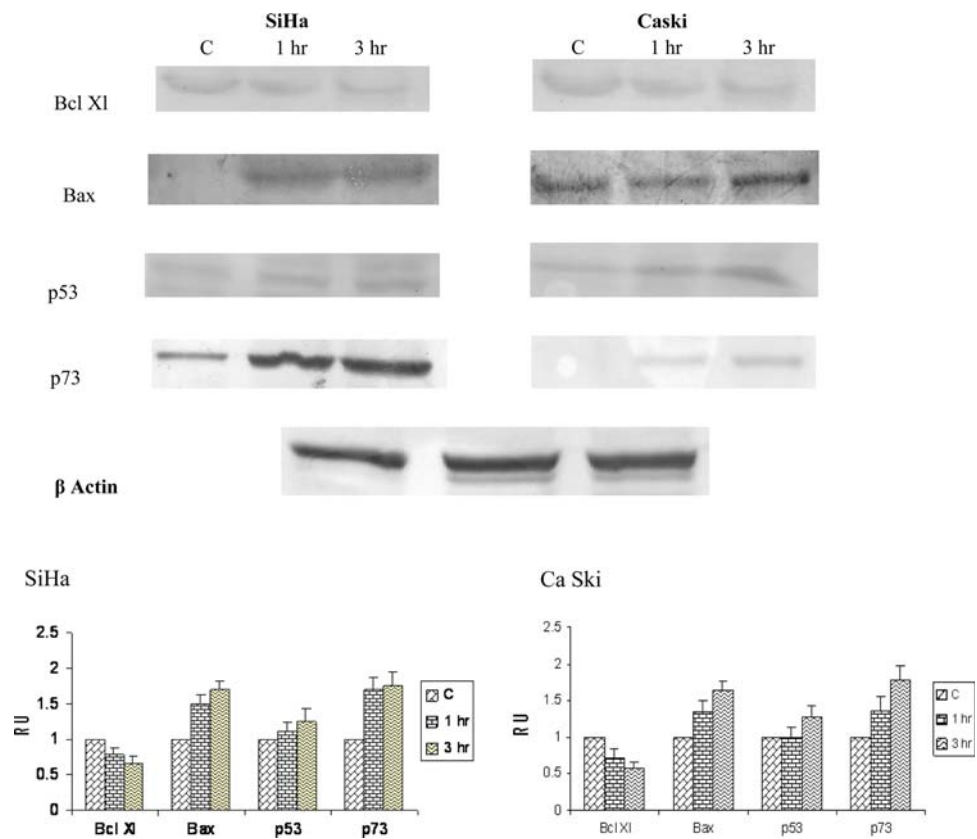 SiHa
C 1 hr 3 hr
Caski
C 1 hr 3 hr
Bcl Xl
Bax
p53
p73
β Actin
SiHa
2.5
2
1.5
1
0.5
0
RU
Bcl Xl Bax p53 p73
C
1 hr
3 hr
Ca Ski
2.5
2
1.5
1
0.5
0
RU
Bcl Xl Bax p53 p73
C
1 hr
3 hr